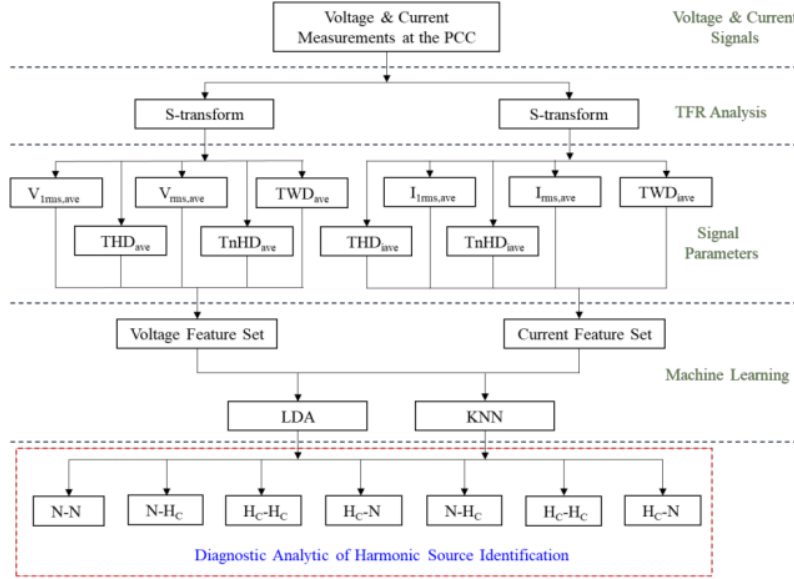 Voltage & Current
Measurements at the PCC
Voltage & Current
Signals
S-transform
S-transform
TFR Analysis
V1rms,ave
Vrms,ave
TWDave
I1rms,ave
Irms,ave
TWDiave
THDave
TnHDave
THDiave
TnHDiave
Signal
Parameters
Voltage Feature Set
Current Feature Set
Machine Learning
LDA
KNN
N-N
N-HC
HC-HC
HC-N
N-HC
HC-HC
HC-N
Diagnostic Analytic of Harmonic Source Identification